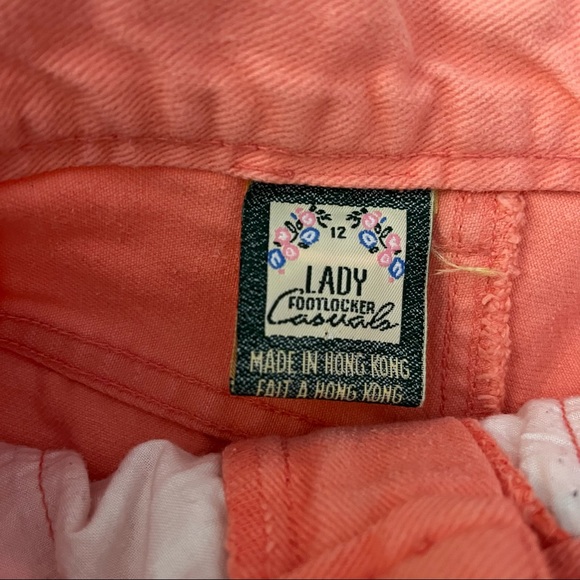 12
LADY
FOOTLOCKER
Casuals
MADE IN HONG KONG
FAIT A HONG KONG